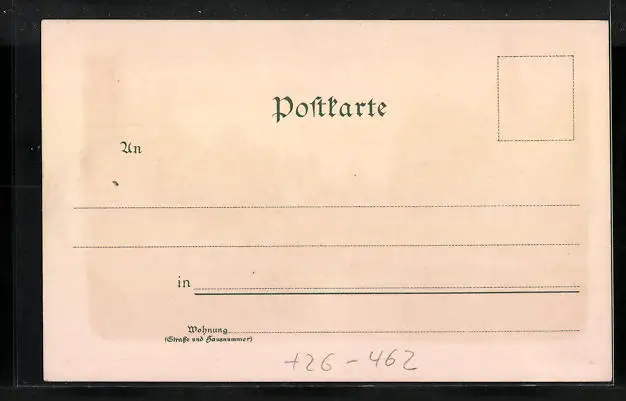 Postkarte
An
in
Wohnung
(Straße und Hausnummer)
+26-462